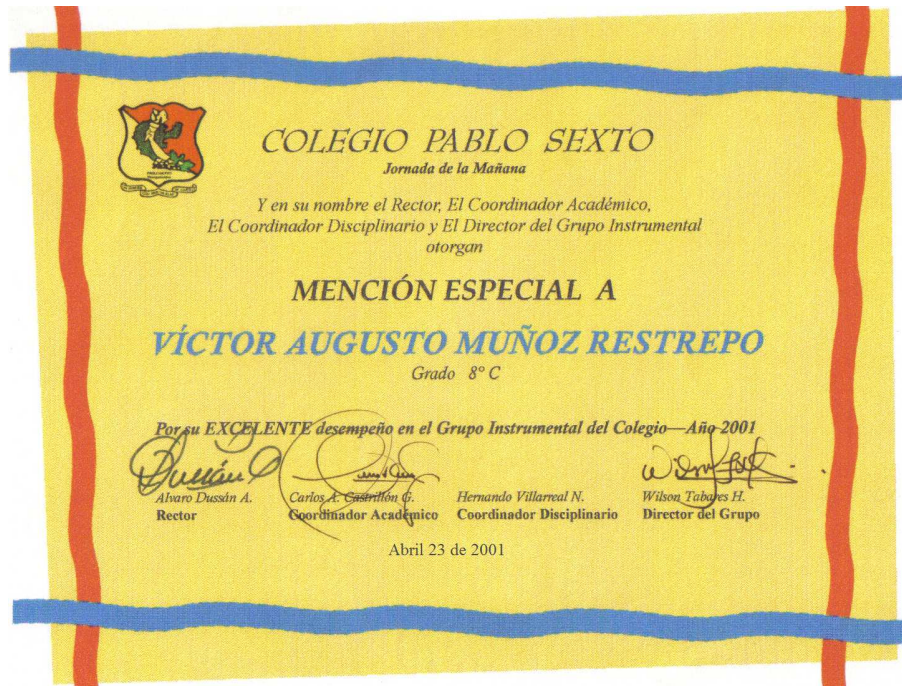 COLEGIO PABLO SEXTO
Jornada de la Mañana
Y en su nombre el Rector, El Coordinador Académico,
El Coordinador Disciplinario y El Director del Grupo Instrumental
otorgan
MENCIÓN ESPECIAL A
VÍCTOR AUGUSTO MUÑOZ RESTREPO
Grado 8° C
Por su EXCELENTE desempeño en el Grupo Instrumental del Colegio—Año 2001
Alvaro Dussán A. Carlos A. Castrillón G. Hernando Villarreal N. Wilson Tabares H.
Rector Coordinador Académico Coordinador Disciplinario Director del Grupo
Abril 23 de 2001